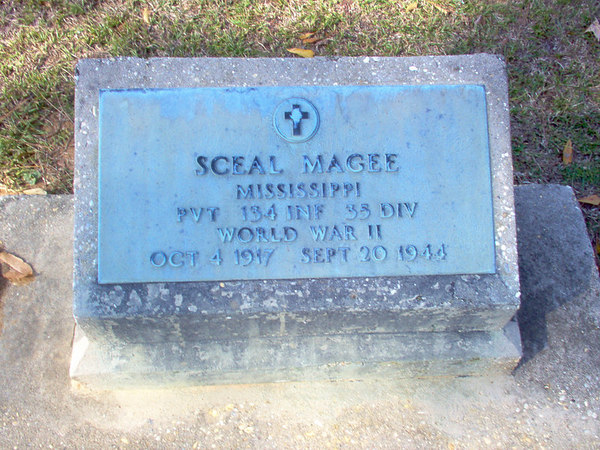 SCEAL MAGEE
MISSISSIPPI
PVT 134 INF 35 DIV
WORLD WAR II
OCT 4 1917 SEPT 20 1944